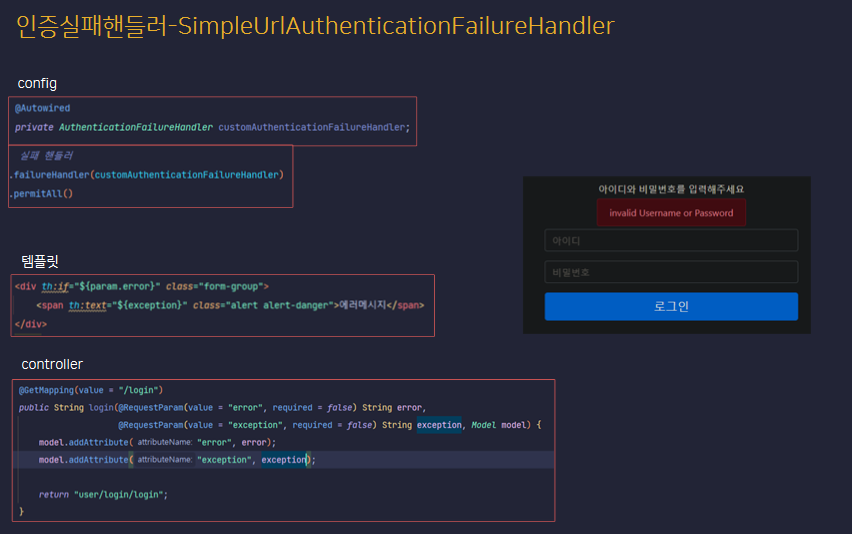 인증실패핸들러-SimpleUrlAuthenticationFailureHandler
config
@Autowired
private AuthenticationFailureHandler customAuthenticationFailureHandler;
실패 핸들러
.failureHandler(customAuthenticationFailureHandler)
.permitAll()
아이디와 비밀번호를 입력해주세요
invalid Username or Password
아이디
비밀번호
로그인
템플릿
<div th:if="${param.error}" class="form-group">
<span th:text="${exception}" class="alert alert-danger">에러메시지</span>
</div>
controller
@GetMapping(value = "/login")
public String login(@RequestParam(value = "error", required = false) String error,
@RequestParam(value = "exception", required = false) String exception, Model model) {
model.addAttribute( attributeName: "error", error);
model.addAttribute( attributeName: "exception", exception);
return "user/login/login";
}